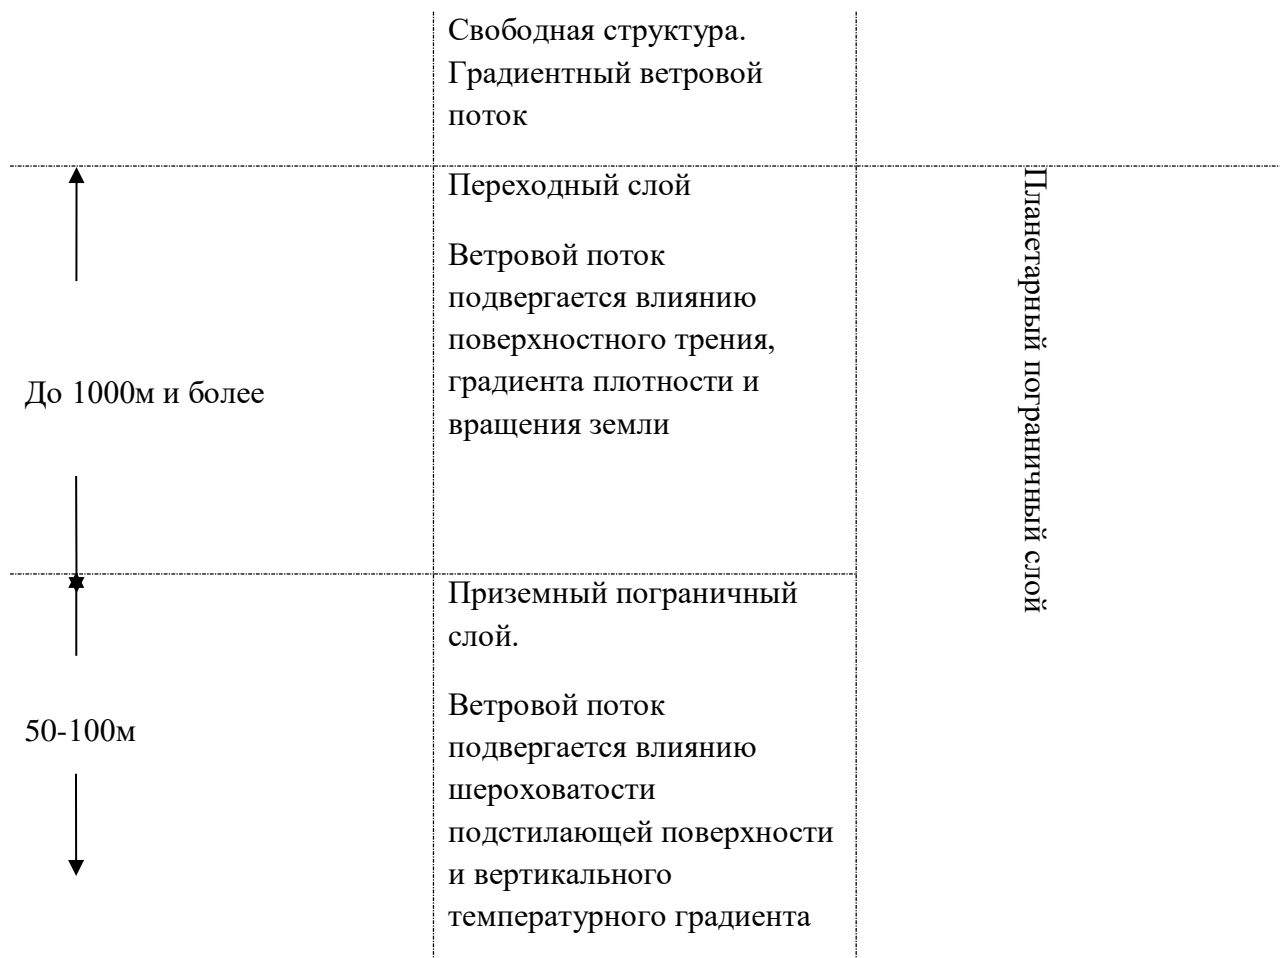 Свободная структура.
Градиентный ветровой
поток
Переходный слой
Ветровой поток
подвергается влиянию
поверхностного трения,
градиента плотности и
вращения земли
До 1000м и более
Планетарный пограничный слой
Приземный пограничный
слой.
Ветровой поток
подвергается влиянию
шероховатости
подстилающей поверхности
и вертикального
температурного градиента
50-100м